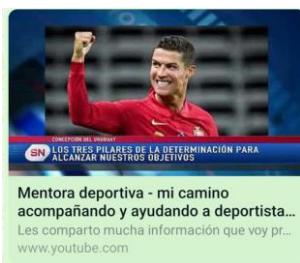 CONCEPCIÓN DEL URUGUAY
SN LOS TRES PILARES DE LA DETERMINACIÓN PARA
ALCANZAR NUESTROS OBJETIVOS
Mentora deportiva - mi camino
acompañando y ayudando a deportista...
Les comparto mucha información que voy pr...
www.youtube.com